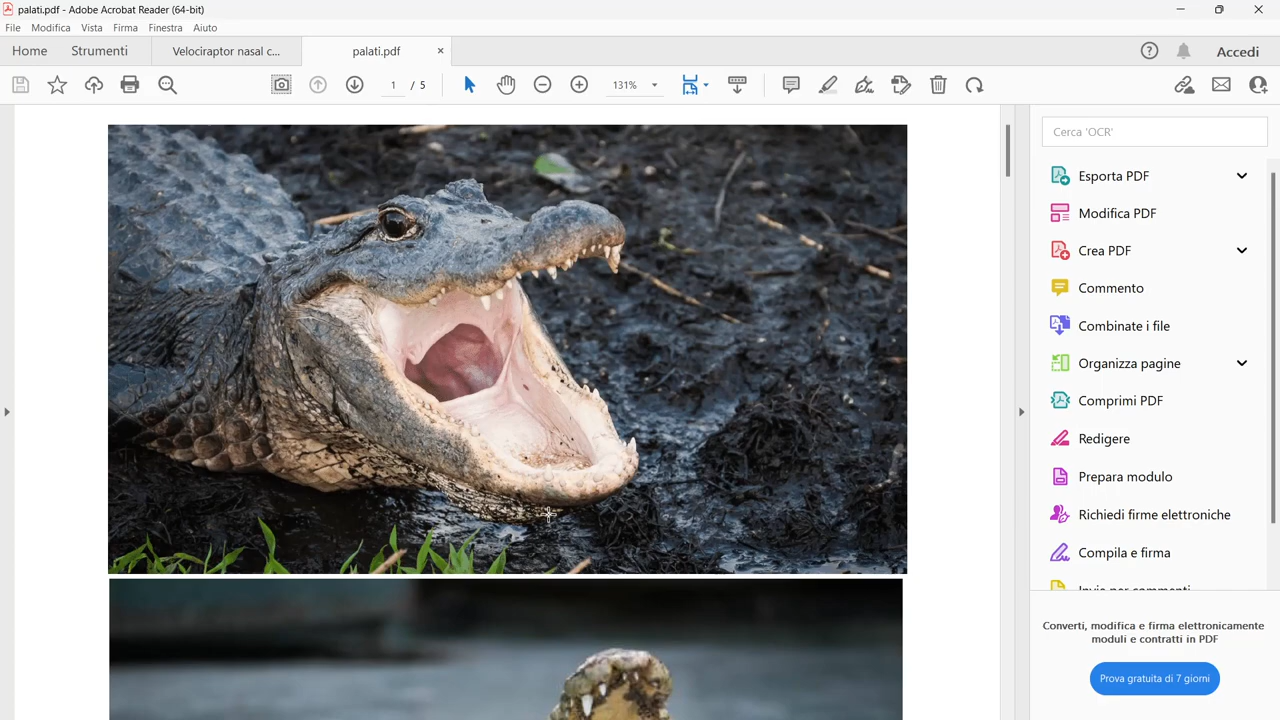 palati.pdf - Adobe Acrobat Reader (64-bit)
File Modifica Vista Firma Finestra Aiuto
Home Strumenti Velociraptor nasal c... palati.pdf Accedi
1 / 5 131%
Cerca 'OCR'
Esporta PDF
Modifica PDF
Crea PDF
Commento
Combinate i file
Organizza pagine
Comprimi PDF
Redigere
Prepara modulo
Richiedi firme elettroniche
Compila e firma
Invia per commenti
Converti, modifica e firma elettronicamente
moduli e contratti in PDF
Prova gratuita di 7 giorni